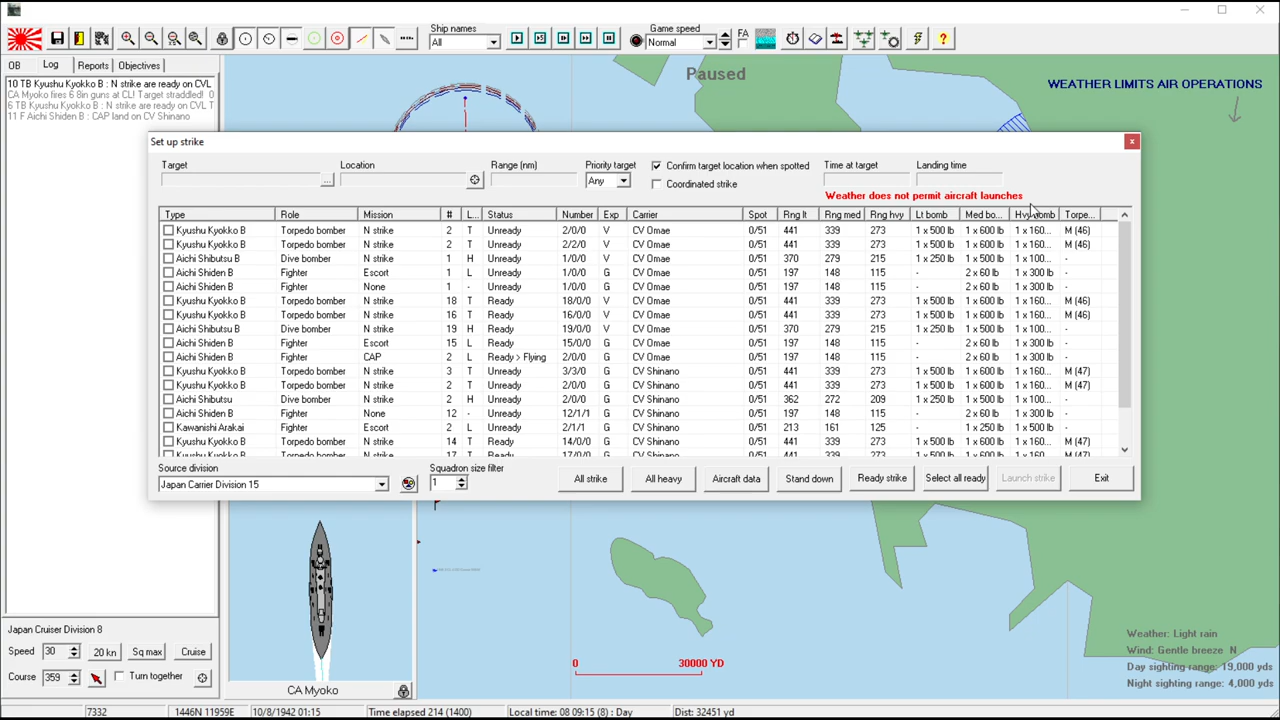 Ship names
All
Game speed
Normal
FA
OB Log Reports Objectives
10 TB Kyushu Kyokko B : N strike are ready on CVL
CA Myoko fires 6 8in guns at CL! Target straddled! 0
6 TB Kyushu Kyokko B : N strike are ready on CVL T
11 F Aichi Shiden B : CAP land on CV Shinano
Paused
WEATHER LIMITS AIR OPERATIONS
Set up strike
Target Location Range (nm) Priority target Confirm target location when spotted Time at target Landing time
... Any Coordinated strike
Weather does not permit aircraft launches
Type Role Mission # L... Status Number Exp Carrier Spot Rng lt Rng med Rng hvy Lt bomb Med bo... Hvy bomb Torpe...
Kyushu Kyokko B Torpedo bomber N strike 2 T Unready 2/0/0 V CV Omae 0/51 441 339 273 1 x 500 lb 1 x 600 lb 1 x 160... M (46)
Kyushu Kyokko B Torpedo bomber N strike 2 T Unready 2/2/0 V CV Omae 0/51 441 339 273 1 x 500 lb 1 x 600 lb 1 x 160... M (46)
Aichi Shibutsu B Dive bomber N strike 1 H Unready 1/0/0 V CV Omae 0/51 370 279 215 1 x 250 lb 1 x 500 lb 1 x 100... -
Aichi Shiden B Fighter Escort 1 L Unready 1/0/0 G CV Omae 0/51 197 148 115 - 2 x 60 lb 1 x 300 lb -
Aichi Shiden B Fighter None 1 - Unready 1/0/0 G CV Omae 0/51 197 148 115 - 2 x 60 lb 1 x 300 lb -
Kyushu Kyokko B Torpedo bomber N strike 18 T Ready 18/0/0 V CV Omae 0/51 441 339 273 1 x 500 lb 1 x 600 lb 1 x 160... M (46)
Kyushu Kyokko B Torpedo bomber N strike 16 T Ready 16/0/0 V CV Omae 0/51 441 339 273 1 x 500 lb 1 x 600 lb 1 x 160... M (46)
Aichi Shibutsu B Dive bomber N strike 19 H Ready 19/0/0 V CV Omae 0/51 370 279 215 1 x 250 lb 1 x 500 lb 1 x 100... -
Aichi Shiden B Fighter Escort 15 L Ready 15/0/0 G CV Omae 0/51 197 148 115 - 2 x 60 lb 1 x 300 lb -
Aichi Shiden B Fighter CAP 2 L Ready > Flying 2/0/0 G CV Omae 0/51 197 148 115 - 2 x 60 lb 1 x 300 lb -
Kyushu Kyokko B Torpedo bomber N strike 3 T Unready 3/3/0 G CV Shinano 0/51 441 339 273 1 x 500 lb 1 x 600 lb 1 x 160... M (47)
Kyushu Kyokko B Torpedo bomber N strike 2 T Unready 2/0/0 G CV Shinano 0/51 441 339 273 1 x 500 lb 1 x 600 lb 1 x 160... M (47)
Aichi Shibutsu Dive bomber N strike 2 H Unready 2/0/0 G CV Shinano 0/51 362 272 209 1 x 250 lb 1 x 500 lb 1 x 100... -
Aichi Shiden B Fighter None 12 - Unready 12/1/1 G CV Shinano 0/51 197 148 115 - 2 x 60 lb 1 x 300 lb -
Kawanishi Arakai Fighter Escort 2 L Unready 2/1/1 G CV Shinano 0/51 213 161 125 - 1 x 250 lb 1 x 500 lb -
Kyushu Kyokko B Torpedo bomber N strike 14 T Ready 14/0/0 G CV Shinano 0/51 441 339 273 1 x 500 lb 1 x 600 lb 1 x 160... M (47)
Kyushu Kyokko B Torpedo bomber N strike 17 T Ready 17/0/0 G CV Shinano 0/51 441 339 273 1 x 500 lb 1 x 600 lb 1 x 160 M (47)
Source division
Japan Carrier Division 15
Squadron size filter
1
All strike All heavy Aircraft data Stand down Ready strike Select all ready Launch strike Exit
Japan Cruiser Division 8
Speed 30 20 kn Sq max Cruise
Course 359 Turn together
CA Myoko
0 30000 YD
Weather: Light rain
Wind: Gentle breeze N
Day sighting range: 19,000 yds
Night sighting range: 4,000 yds
7332 1446N 11959E 10/8/1942 01:15 Time elapsed 214 (1400) Local time: 08 09:15 (8) : Day Dist: 32451 yd